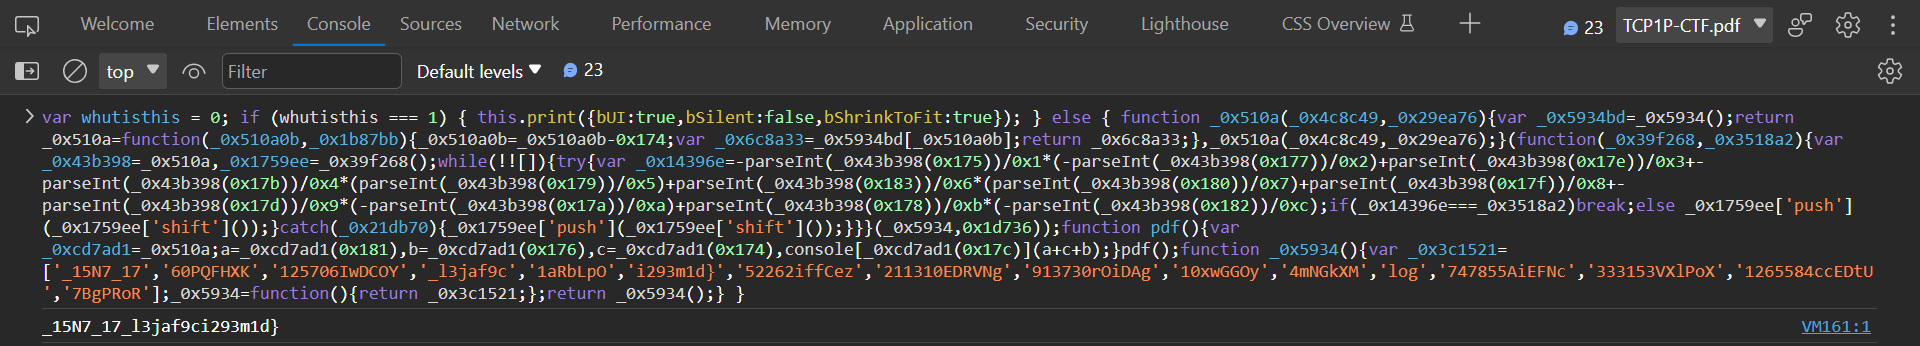 Welcome Elements Console Sources Network Performance Memory Application Security Lighthouse CSS Overview 23 TCP1P-CTF.pdf
top Filter Default levels 23
var whutisthis = 0; if (whutisthis === 1) { this.print({bUI:true,bSilent:false,bShrinkToFit:true}); } else { function _0x510a(_0x4c8c49,_0x29ea76){var _0x5934bd=_0x5934();return
_0x510a=function(_0x510a0b,_0x1b87bb){_0x510a0b=_0x510a0b-0x174;var _0x6c8a33=_0x5934bd[_0x510a0b];return _0x6c8a33;},_0x510a(_0x4c8c49,_0x29ea76);}(function(_0x39f268,_0x3518a2){var
_0x43b398=_0x510a,_0x1759ee=_0x39f268();while(!![]){try{var _0x14396e=-parseInt(_0x43b398(0x175))/0x1*(-parseInt(_0x43b398(0x177))/0x2)+parseInt(_0x43b398(0x17e))/0x3+-
parseInt(_0x43b398(0x17b))/0x4*(parseInt(_0x43b398(0x179))/0x5)+parseInt(_0x43b398(0x183))/0x6*(parseInt(_0x43b398(0x180))/0x7)+parseInt(_0x43b398(0x17f))/0x8+-
parseInt(_0x43b398(0x17d))/0x9*(-parseInt(_0x43b398(0x17a))/0xa)+parseInt(_0x43b398(0x178))/0xb*(-parseInt(_0x43b398(0x182))/0xc);if(_0x14396e===_0x3518a2)break;else _0x1759ee['push']
(_0x1759ee['shift']());}catch(_0x21db70){_0x1759ee['push'](_0x1759ee['shift']());}}}(_0x5934,0x1d736));function pdf(){var
_0xcd7ad1=_0x510a;a=_0xcd7ad1(0x181),b=_0xcd7ad1(0x176),c=_0xcd7ad1(0x174),console[_0xcd7ad1(0x17c)](a+c+b);}pdf();function _0x5934(){var _0x3c1521=
['_15N7_17','60PQFHXK','125706IwDCOY','_l3jaf9c','1aRbLpO','i293m1d}','52262iffCez','211310EDRVNg','913730rOiDAg','10xwGGOy','4mNGkXM','log','747855AiEFNc','333153VXlPoX','1265584ccEDtU
','7BgPRoR'];_0x5934=function(){return _0x3c1521;};return _0x5934();} }
_15N7_17_l3jaf9ci293m1d} VM161:1